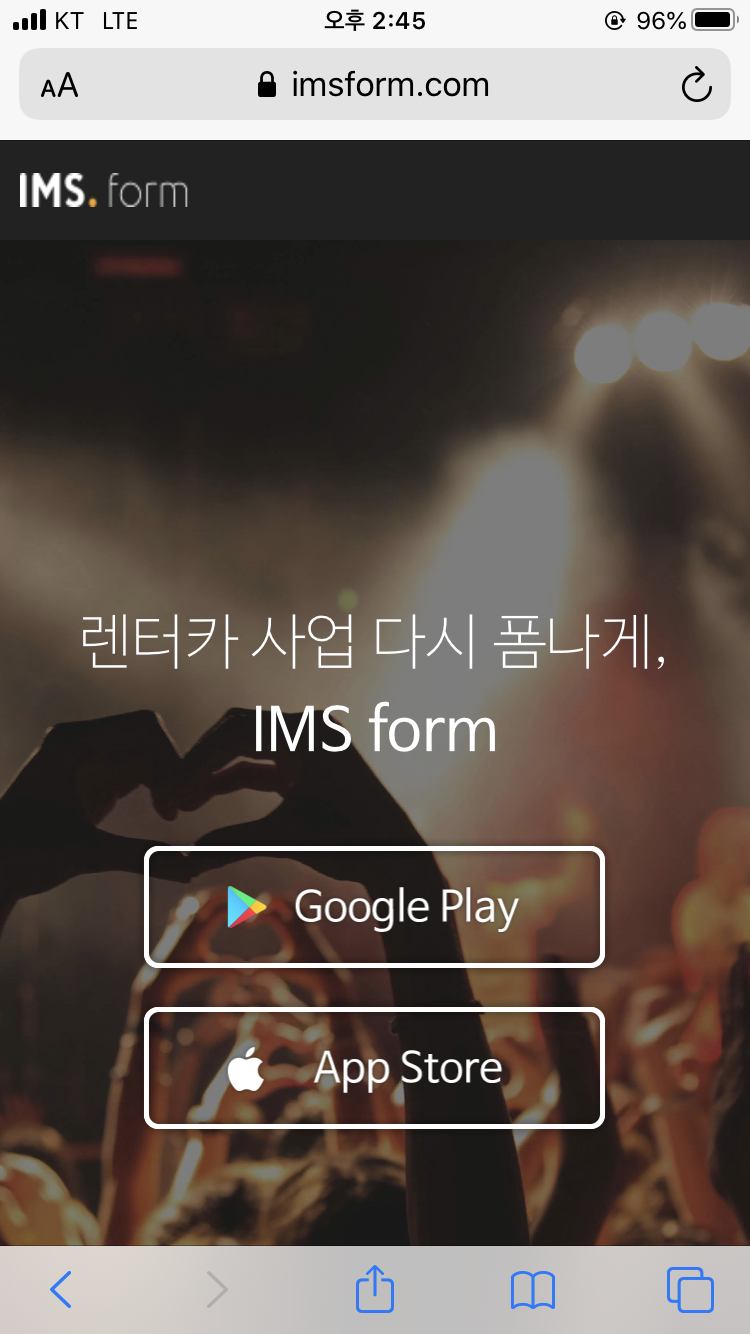 KT LTE 오후 2:45 96%
AA imsform.com
IMS. form
렌터카 사업 다시 폼나게,
IMS form
Google Play
App Store